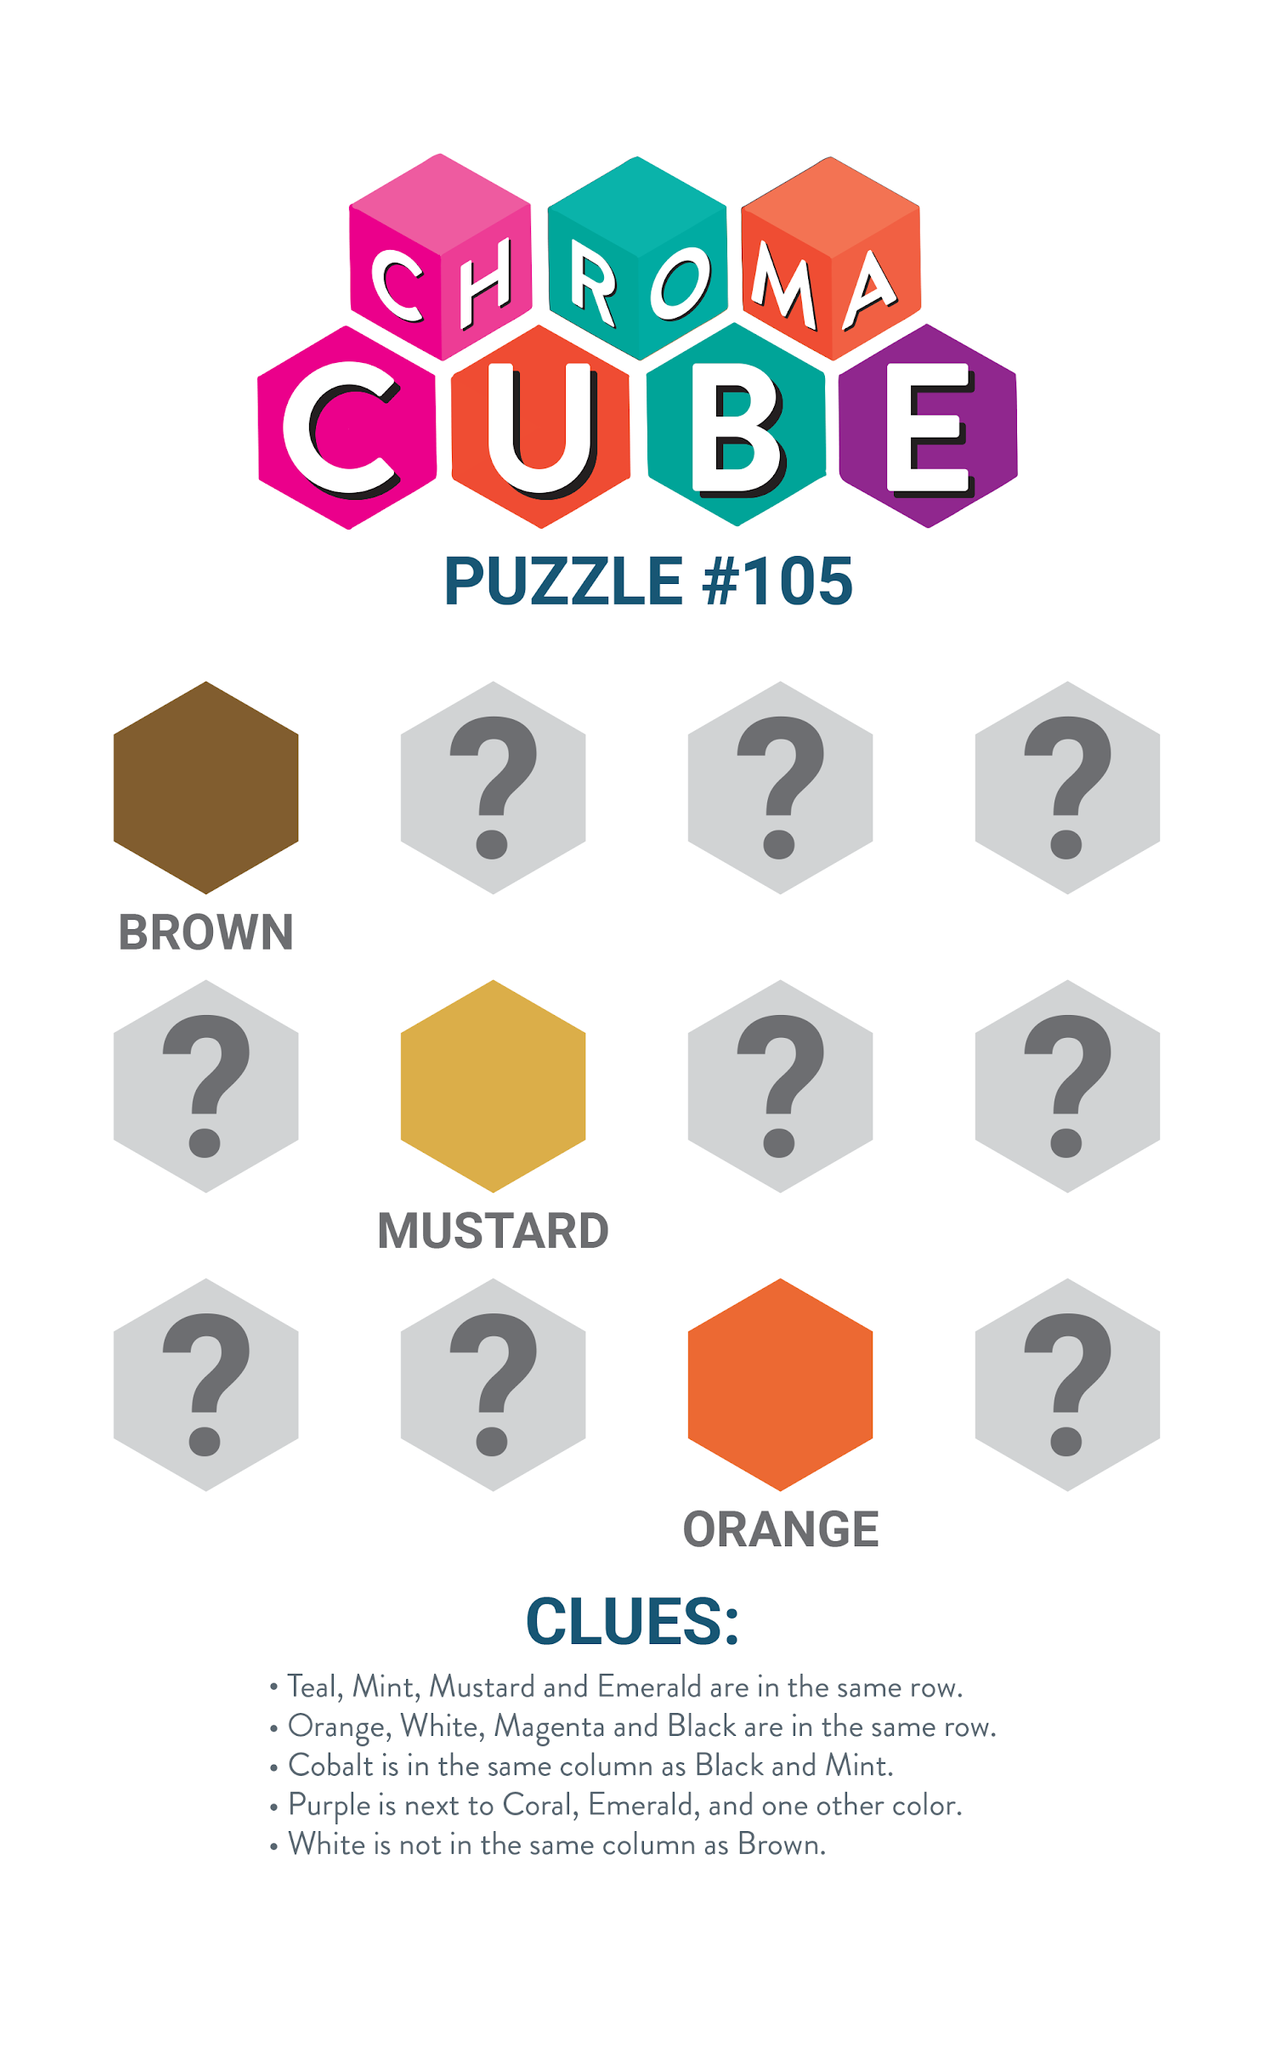 CHROMA
CUBE
PUZZLE #105
? ? ?
BROWN
? ? ?
MUSTARD
? ? ?
ORANGE
CLUES:
• Teal, Mint, Mustard and Emerald are in the same row.
• Orange, White, Magenta and Black are in the same row.
• Cobalt is in the same column as Black and Mint.
• Purple is next to Coral, Emerald, and one other color.
• White is not in the same column as Brown.